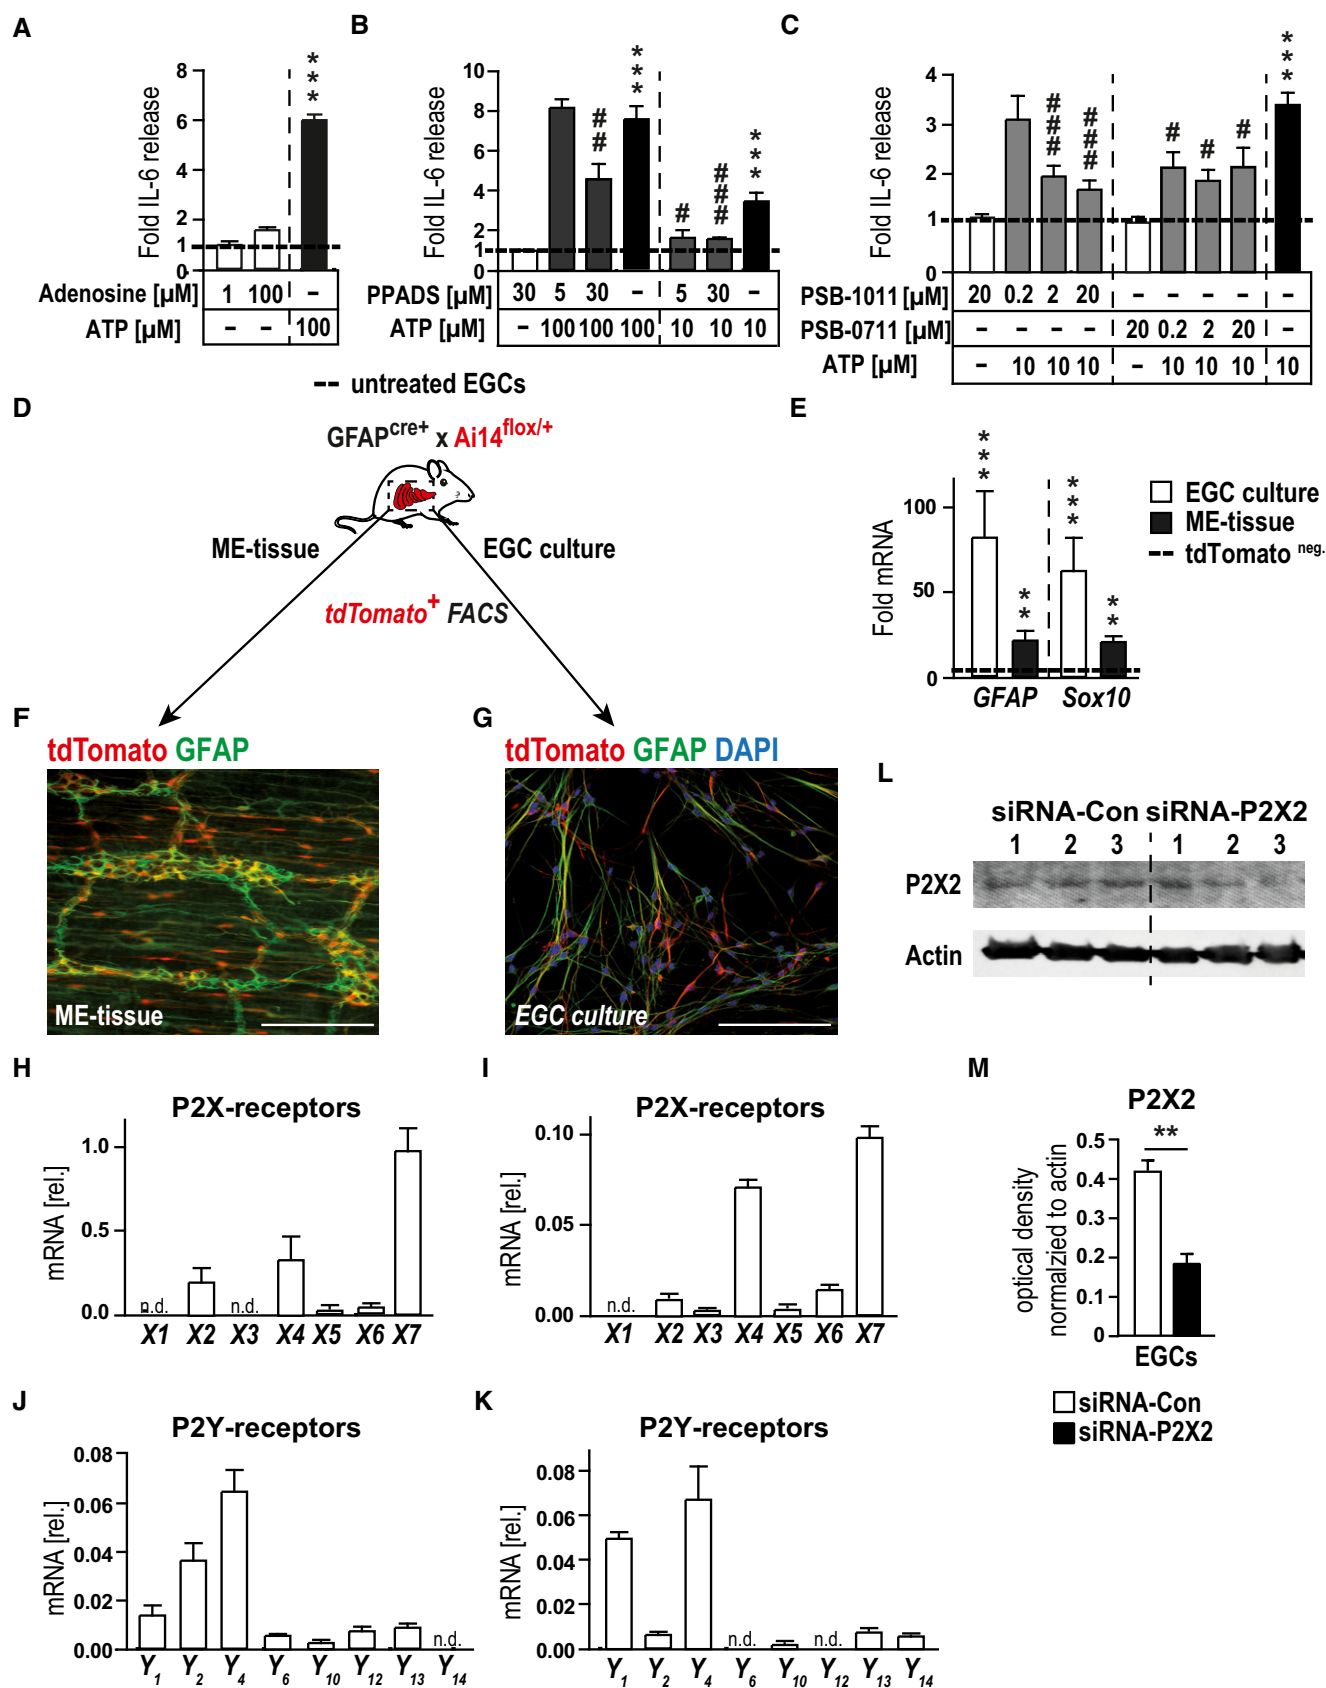 A
Fold IL-6 release
8
6
4
2
1
0
***
Adenosine [µM] 1 100 –
ATP [µM] – – 100
B
Fold IL-6 release
10
8
6
4
2
1
0
## *** # ### ***
PPADS [µM] 30 5 30 – 5 30 –
ATP [µM] – 100 100 100 10 10 10
C
Fold IL-6 release
4
3
2
1
0
### ### # # # ***
PSB-1011 [µM] 20 0.2 2 20 – – – – –
PSB-0711 [µM] – – – – 20 0.2 2 20 –
ATP [µM] – 10 10 10 – 10 10 10 10
-- untreated EGCs
D
GFAPcre+ x Ai14flox/+
ME-tissue
EGC culture
tdTomato+ FACS
E
Fold mRNA
100
50
0
*** ** *** **
GFAP Sox10
EGC culture
ME-tissue
-- tdTomato neg.
F
tdTomato GFAP
ME-tissue
G
tdTomato GFAP DAPI
EGC culture
L
siRNA-Con siRNA-P2X2
1 2 3 1 2 3
P2X2
Actin
H
P2X-receptors
mRNA [rel.]
1.0
0.5
0.0
n.d. n.d.
X1 X2 X3 X4 X5 X6 X7
I
P2X-receptors
mRNA [rel.]
0.10
0.05
0.00
n.d.
X1 X2 X3 X4 X5 X6 X7
M
P2X2
**
optical density
normalzied to actin
0.5
0.4
0.3
0.2
0.1
0
EGCs
siRNA-Con
siRNA-P2X2
J
P2Y-receptors
mRNA [rel.]
0.08
0.06
0.04
0.02
0.00
n.d.
Y1 Y2 Y4 Y6 Y10 Y12 Y13 Y14
K
P2Y-receptors
mRNA [rel.]
0.08
0.06
0.04
0.02
0.00
n.d. n.d.
Y1 Y2 Y4 Y6 Y10 Y12 Y13 Y14